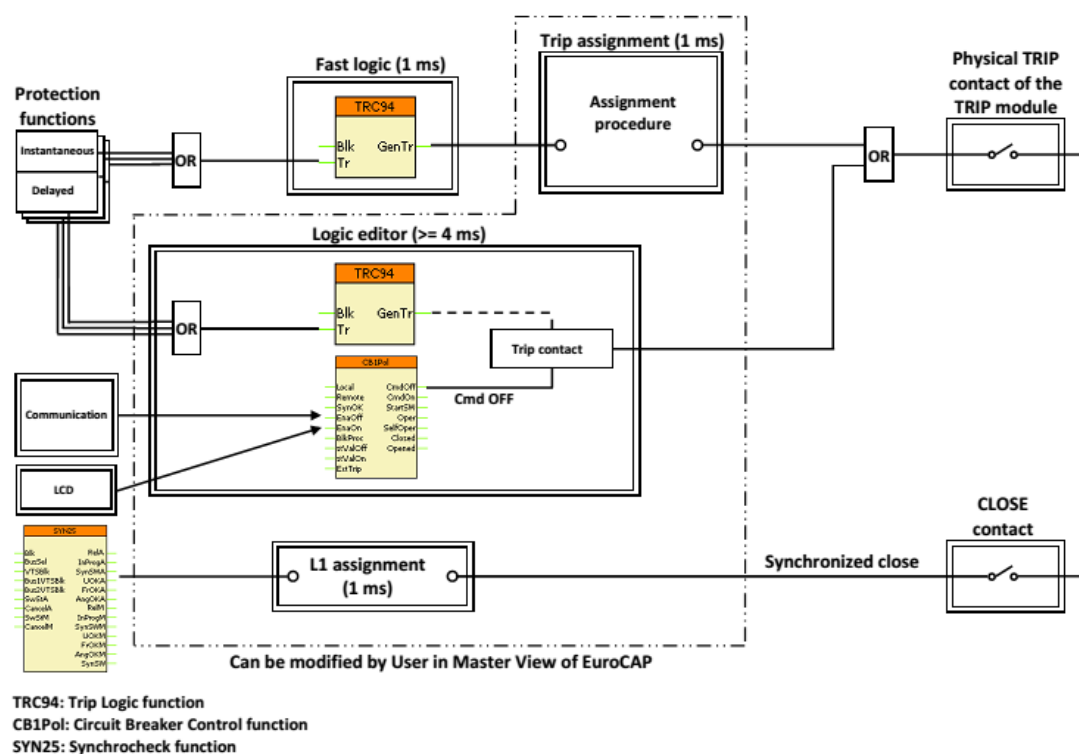 Trip assignment (1 ms)
Fast logic (1 ms)
Physical TRIP
contact of the
TRIP module
Protection
functions
TRC94
Blk
GenTr
Tr
Assignment
procedure
Instantaneous
Delayed
OR
OR
Logic editor (>= 4 ms)
TRC94
Blk
GenTr
Tr
OR
Trip contact
CB1Pol
Local
Remote
SynOK
EnaOff
EnaOn
BlkProc
stValOff
stValOn
ExtTrip
CmdOff
CmdOn
StartSW
Oper
SelfOper
Closed
Opened
Cmd OFF
Communication
LCD
SYN25
Blk
BusSel
VTSBlk
Bus1VTSBlk
Bus2VTSBlk
SwStA
CancelA
SwStM
CancelM
RelA
InProgA
SynSWA
UOKA
FrOKA
AngOKA
RelM
InProgM
SynSWM
UOKM
FrOKM
AngOKM
SynSW
L1 assignment
(1 ms)
Synchronized close
CLOSE
contact
Can be modified by User in Master View of EuroCAP
TRC94: Trip Logic function
CB1Pol: Circuit Breaker Control function
SYN25: Synchrocheck function